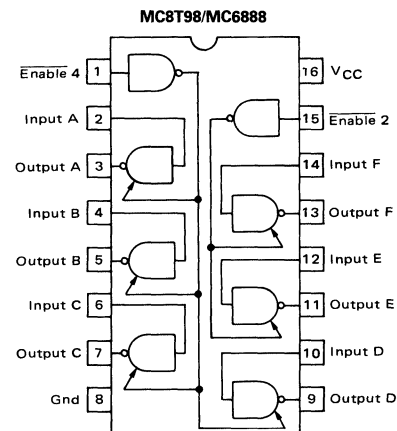 MC8T98/MC6888
Enable 4 1
16 VCC
Input A 2
15 Enable 2
Output A 3
14 Input F
Input B 4
13 Output F
Output B 5
12 Input E
Input C 6
11 Output E
Output C 7
10 Input D
Gnd 8
9 Output D